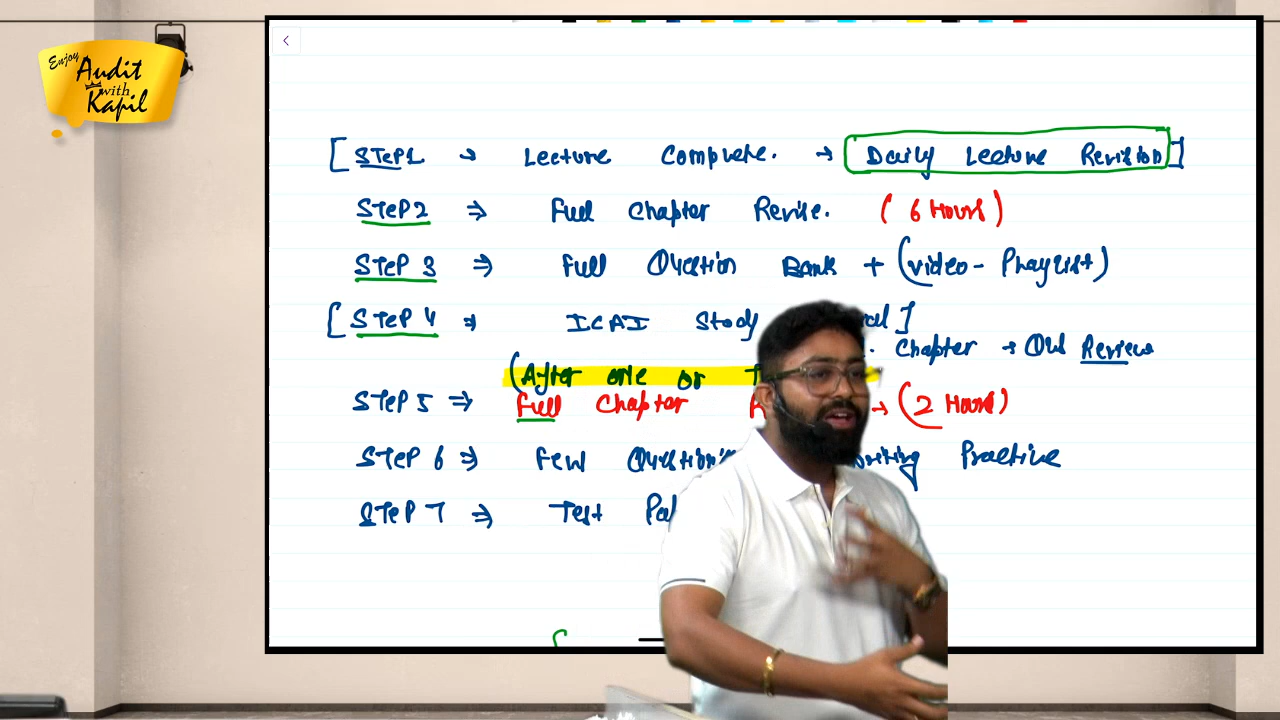 Enjoy
Audit
with
Kapil
[ STEP1 → Lecture Complete. → Daily Lecture Revision ]
STEP2 ⇒ Full Chapter Revise. ( 6 Hours )
STEP 3 ⇒ Full Question Bank + (video - Playlist)
[ STEP 4 ⇒ ICAI Study ]
Chapter → Old Review
(After one or
STEP 5 ⇒ Full Chapter → ( 2 Hours )
STEP 6 ⇒ Few writing Practice
STEP 7 ⇒ Test